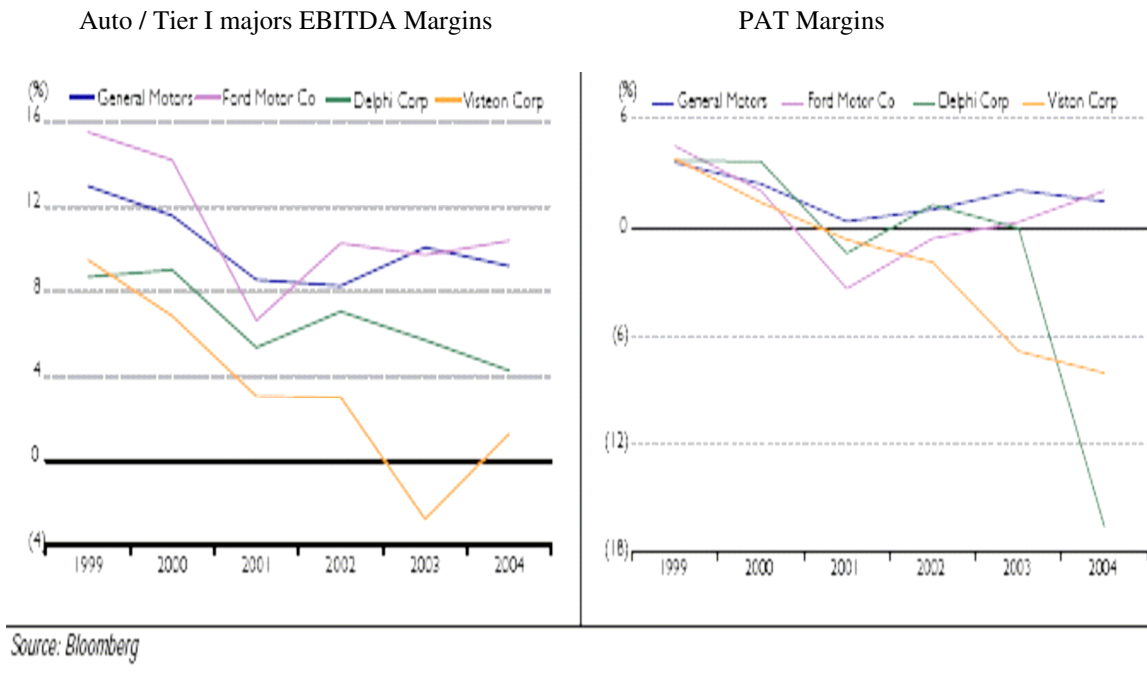 Auto / Tier I majors EBITDA Margins
(%)
General Motors Ford Motor Co Delphi Corp Visteon Corp
16
12
8
4
0
(4)
1999 2000 2001 2002 2003 2004
PAT Margins
(%)
General Motors Ford Motor Co Delphi Corp Viston Corp
6
0
(6)
(12)
(18)
1999 2000 2001 2002 2003 2004
Source: Bloomberg